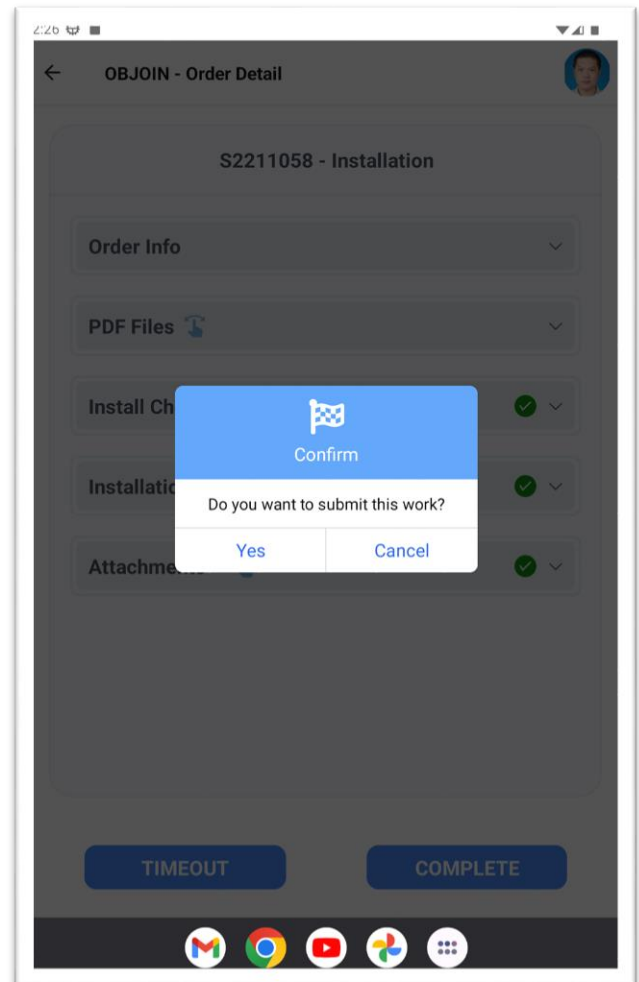 2:26
OBJOIN - Order Detail
S2211058 - Installation
Order Info
PDF Files
Install Ch
Confirm
Installatio
Do you want to submit this work?
Yes
Cancel
Attachme
TIMEOUT
COMPLETE